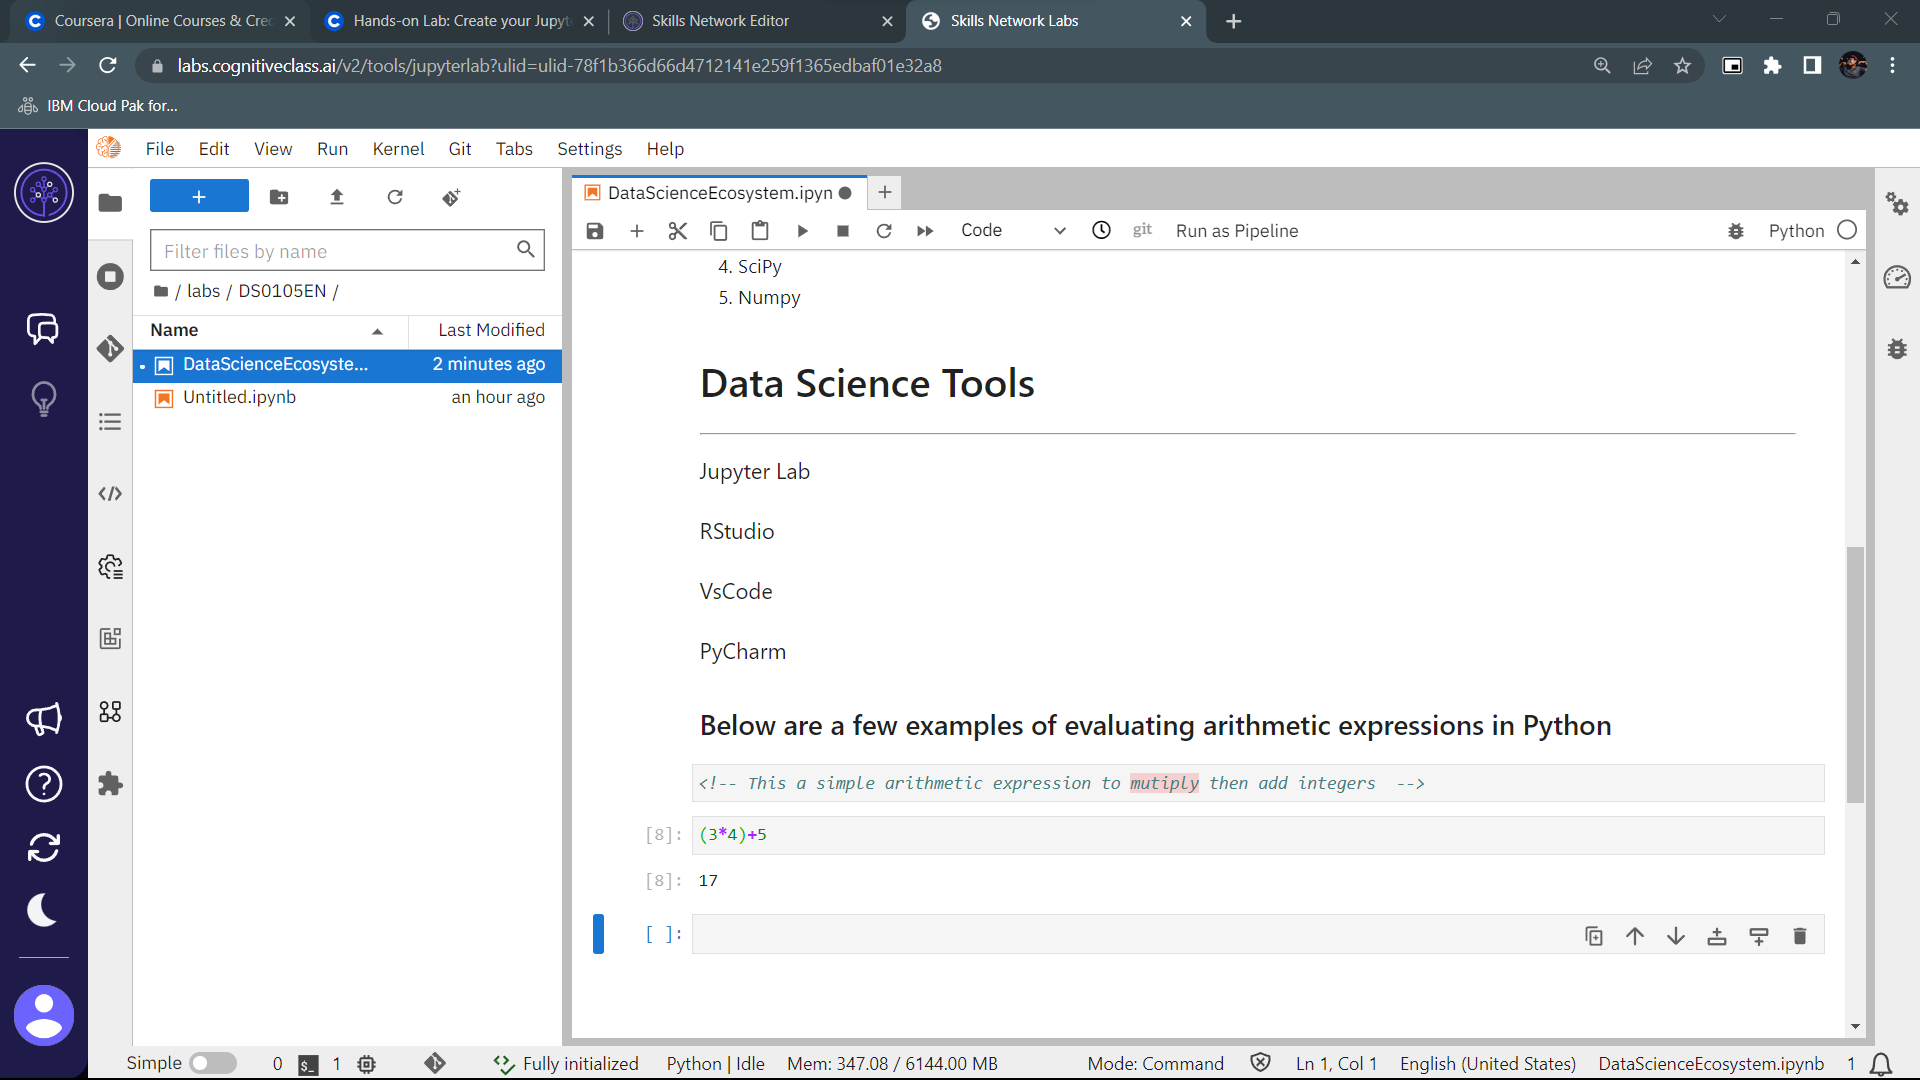 Coursera | Online Courses & Cre
Hands-on Lab: Create your Jupyt
Skills Network Editor
Skills Network Labs
labs.cognitiveclass.ai/v2/tools/jupyterlab?ulid=ulid-78f1b366d66d4712141e259f1365edbaf01e32a8
IBM Cloud Pak for...
File Edit View Run Kernel Git Tabs Settings Help
DataScienceEcosystem.ipyn
Code
git
Run as Pipeline
Python
Filter files by name
/ labs / DS0105EN /
Name Last Modified
DataScienceEcosyste... 2 minutes ago
Untitled.ipynb an hour ago
4. SciPy
5. Numpy
Data Science Tools
Jupyter Lab
RStudio
VsCode
PyCharm
Below are a few examples of evaluating arithmetic expressions in Python
<!-- This a simple arithmetic expression to mutiply then add integers -->
[8]: (3*4)+5
[8]: 17
[ ]:
Simple 0 $_ 1 Fully initialized Python | Idle Mem: 347.08 / 6144.00 MB Mode: Command Ln 1, Col 1 English (United States) DataScienceEcosystem.ipynb 1